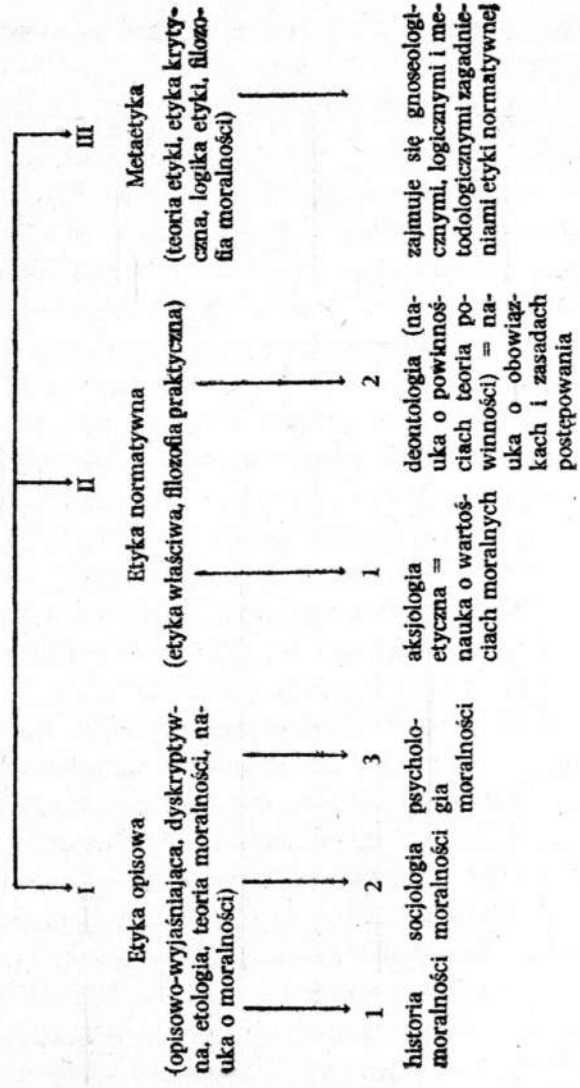 I
Etyka opisowa
(opisowo-wyjaśniająca, dyskryptyw-
na, etologia, teoria moralności, na-
uka o moralności)
1
historia
moralności
2
socjologia
moralności
3
psycholo-
gia
moralności
II
Etyka normatywna
(etyka właściwa, filozofia praktyczna)
1
aksjologia
etyczna =
nauka o wartoś-
ciach moralnych
2
deontologia (na-
uka o powinnoś-
ciach teoria po-
winności) = na-
uka o obowiąz-
kach i zasadach
postępowania
III
Metaetyka
(teoria etyki, etyka kryty-
czna, logika etyki, filozo-
fia moralności)
zajmuje się gnoseologi-
cznymi, logicznymi i me-
todologicznymi zagadnie-
niami etyki normatywnej